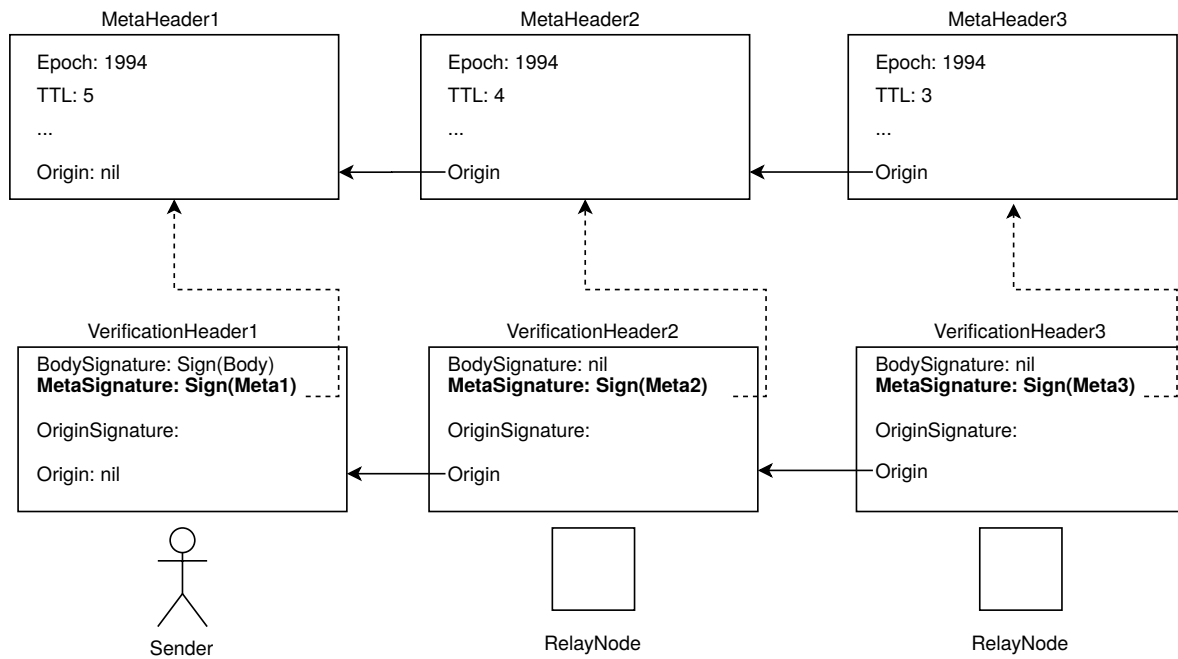 MetaHeader1
Epoch: 1994
TTL: 5
...
Origin: nil
MetaHeader2
Epoch: 1994
TTL: 4
...
Origin
MetaHeader3
Epoch: 1994
TTL: 3
...
Origin
VerificationHeader1
BodySignature: Sign(Body)
MetaSignature: Sign(Meta1)
OriginSignature:
Origin: nil
VerificationHeader2
BodySignature: nil
MetaSignature: Sign(Meta2)
OriginSignature:
Origin
VerificationHeader3
BodySignature: nil
MetaSignature: Sign(Meta3)
OriginSignature:
Origin
Sender
RelayNode
RelayNode